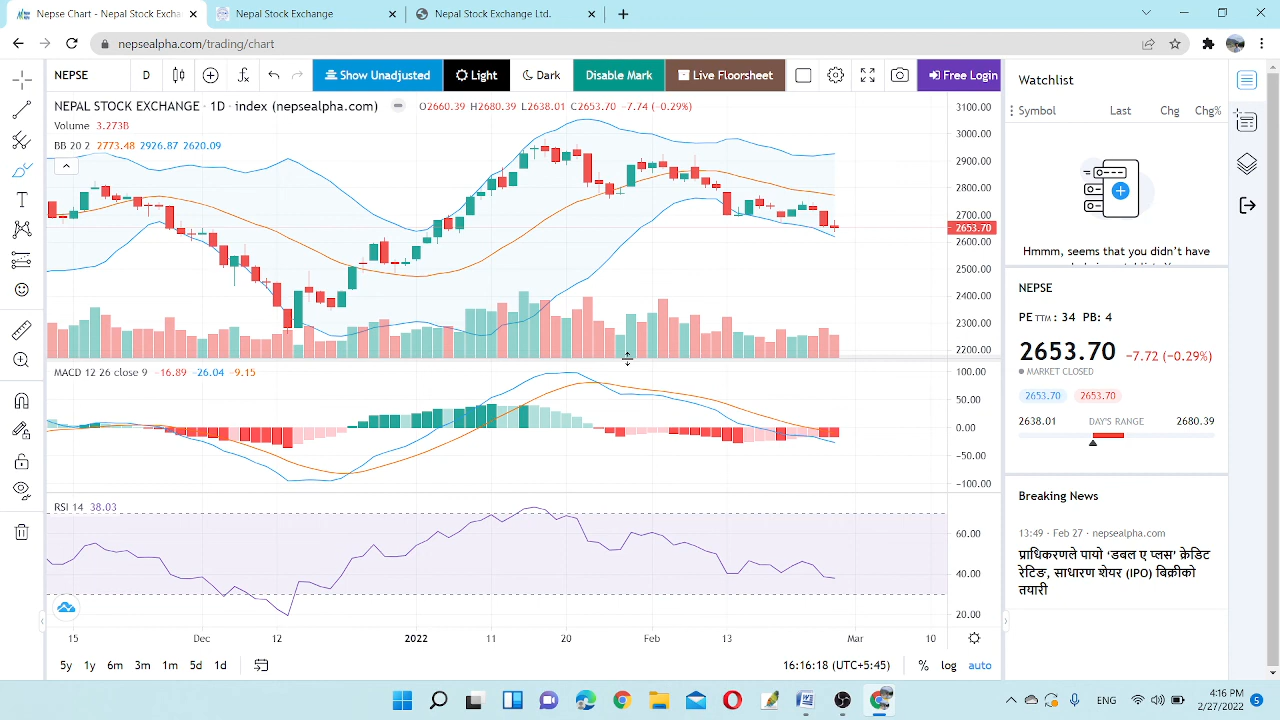 Nepse Chart - Nepse Stock Exch
Nepal Stock Exchange
Nepal Stock Exchange Ltd.
nepsealpha.com/trading/chart
NEPSE D Show Unadjusted Light Dark Disable Mark Live Floorsheet Free Login
NEPAL STOCK EXCHANGE · 1D · index (nepsealpha.com) O2660.39 H2680.39 L2638.01 C2653.70 -7.74 (-0.29%)
Volume 3.273B
BB 20 2 2773.48 2926.87 2620.09
3100.00
3000.00
2900.00
2800.00
2700.00
2653.70
2600.00
2500.00
2400.00
2300.00
2200.00
MACD 12 26 close 9 -16.89 -26.04 -9.15
100.00
50.00
0.00
-50.00
-100.00
RSI 14 38.03
60.00
40.00
20.00
15 Dec 12 2022 11 20 Feb 13 Mar 10
5y 1y 6m 3m 1m 5d 1d
16:16:18 (UTC+5:45) % log auto
Watchlist
Symbol Last Chg Chg%
Hmmm, seems that you didn't have
NEPSE
PE TTM : 34 PB: 4
2653.70 -7.72 (-0.29%)
MARKET CLOSED
2653.70 2653.70
2638.01 DAY'S RANGE 2680.39
Breaking News
13:49 - Feb 27 - nepsealpha.com
प्राधिकरणले पायो 'डबल ए प्लस' क्रेडिट
रेटिङ, साधारण शेयर (IPO) बिक्रीको
तयारी
ENG
4:16 PM
2/27/2022
5